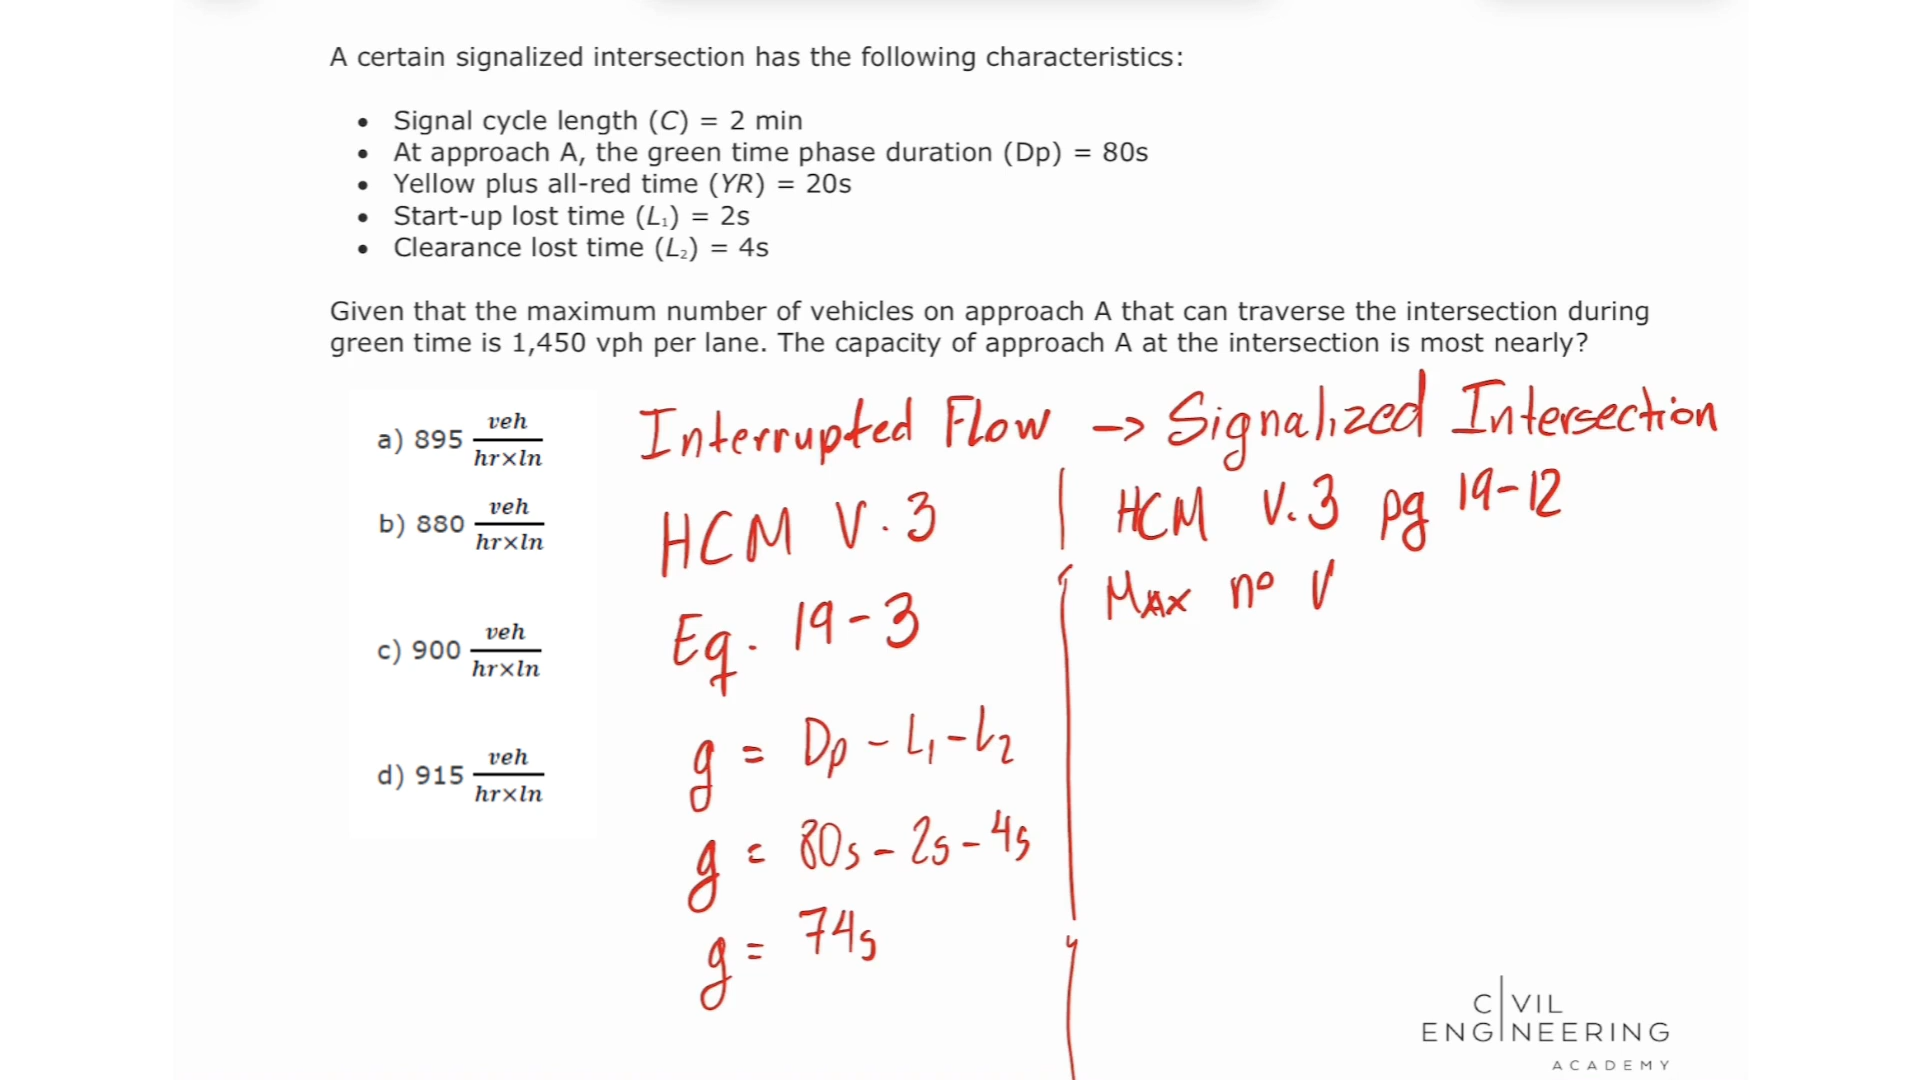 A certain signalized intersection has the following characteristics:
• Signal cycle length (C) = 2 min
• At approach A, the green time phase duration (Dp) = 80s
• Yellow plus all-red time (YR) = 20s
• Start-up lost time (L₁) = 2s
• Clearance lost time (L₂) = 4s
Given that the maximum number of vehicles on approach A that can traverse the intersection during
green time is 1,450 vph per lane. The capacity of approach A at the intersection is most nearly?
a) 895 veh/hr×ln
b) 880 veh/hr×ln
c) 900 veh/hr×ln
d) 915 veh/hr×ln
Interrupted Flow -> Signalized Intersection
HCM V.3
Eq. 19-3
g = Dp - L₁ - L₂
g = 80s - 2s - 4s
g = 74s
HCM V.3 pg 19-12
Max nº V
CIVIL
ENGINEERING
ACADEMY